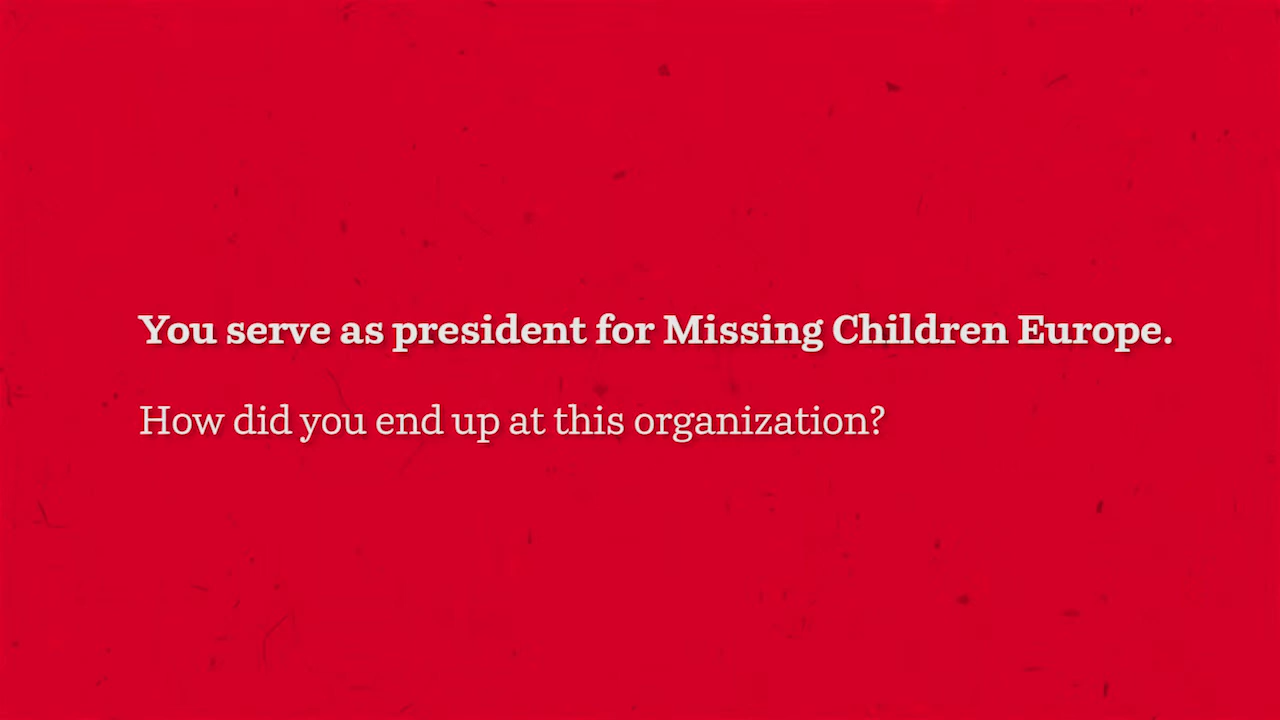 You serve as president for Missing Children Europe.
How did you end up at this organization?